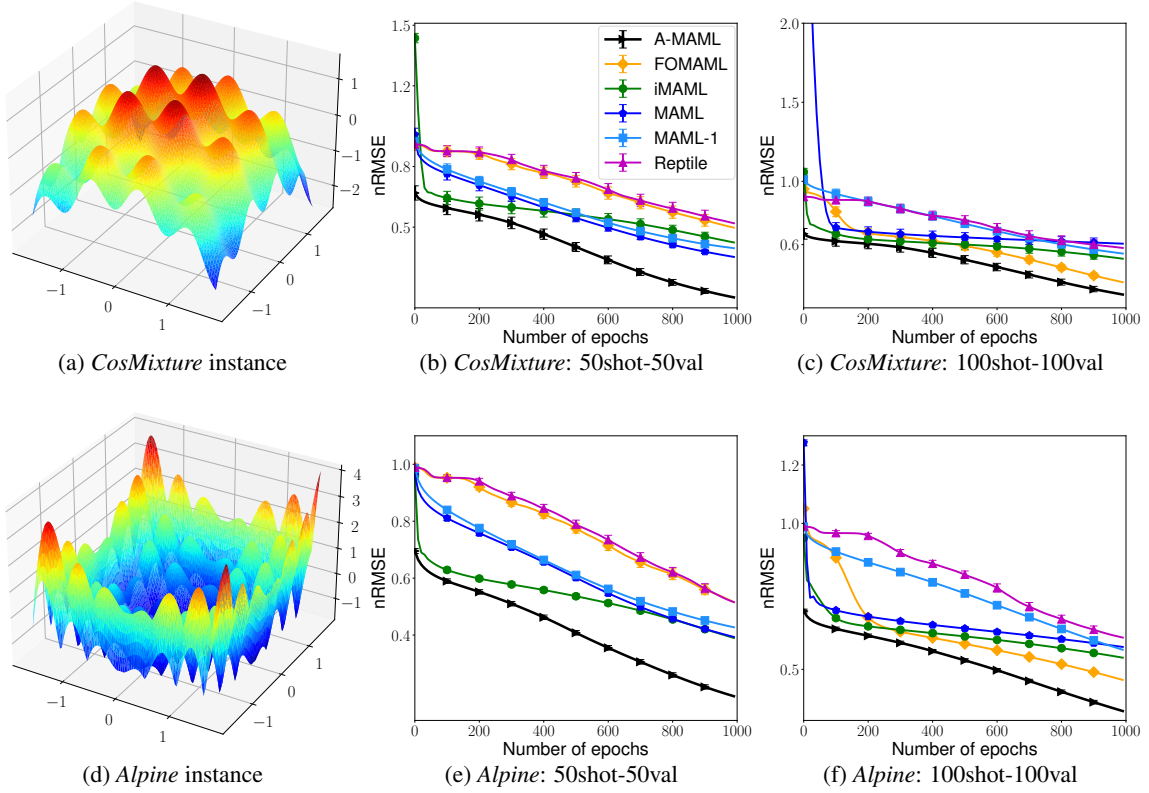 1
0
−1
−2
−1
0
1
−1
0
1
(a) CosMixture instance
1.5
1.2
0.8
0.5
nRMSE
A-MAML
FOMAML
iMAML
MAML
MAML-1
Reptile
0 200 400 600 800 1000
Number of epochs
(b) CosMixture: 50shot-50val
2.0
1.5
1.0
0.6
nRMSE
0 200 400 600 800 1000
Number of epochs
(c) CosMixture: 100shot-100val
4
3
2
1
0
−1
−1
0
1
−1
0
1
(d) Alpine instance
1.0
0.8
0.6
0.4
nRMSE
0 200 400 600 800 1000
Number of epochs
(e) Alpine: 50shot-50val
1.2
1.0
0.5
nRMSE
0 200 400 600 800 1000
Number of epochs
(f) Alpine: 100shot-100val